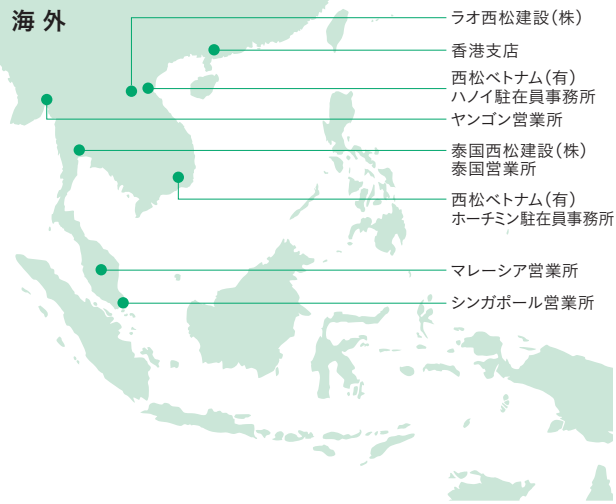 海外
ラオ西松建設(株)
香港支店
西松ベトナム(有)
ハノイ駐在員事務所
ヤンゴン営業所
泰国西松建設(株)
泰国営業所
西松ベトナム(有)
ホーチミン駐在員事務所
マレーシア営業所
シンガポール営業所